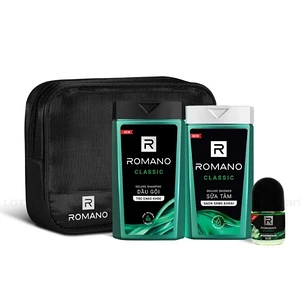 R
ROMANO
NEW
R
ROMANO
CLASSIC
DELUXE SHAMPOO
DẦU GỘI
TÓC CHẮC KHỎE
NEW
R
ROMANO
CLASSIC
DELUXE SHOWER
SỮA TẮM
SẠCH SẢNG KHOÁI
R
ROMANO